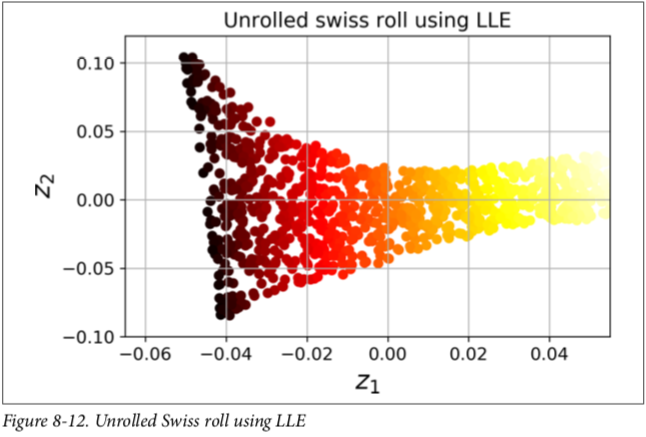 Unrolled swiss roll using LLE
0.10
0.05
0.00
−0.05
−0.10
z2
−0.06 −0.04 −0.02 0.00 0.02 0.04
z1
Figure 8-12. Unrolled Swiss roll using LLE